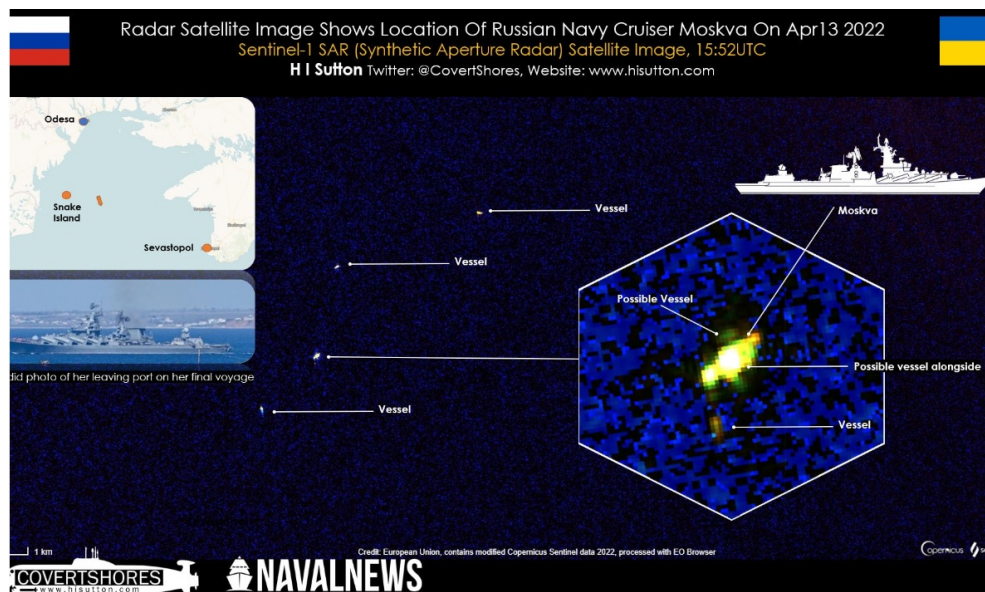 Radar Satellite Image Shows Location Of Russian Navy Cruiser Moskva On Apr13 2022
Sentinel-1 SAR (Synthetic Aperture Radar) Satellite Image, 15:52UTC
H I Sutton Twitter: @CovertShores, Website: www.hisutton.com
Odesa
Snake
Island
Sevastopol
did photo of her leaving port on her final voyage
Vessel
Vessel
Vessel
Moskva
Possible Vessel
Possible vessel alongside
Vessel
1 km
Credit: European Union, contains modified Copernicus Sentinel data 2022, processed with EO Browser
Copernicus
COVERTSHORES
www.hisutton.com
NAVALNEWS